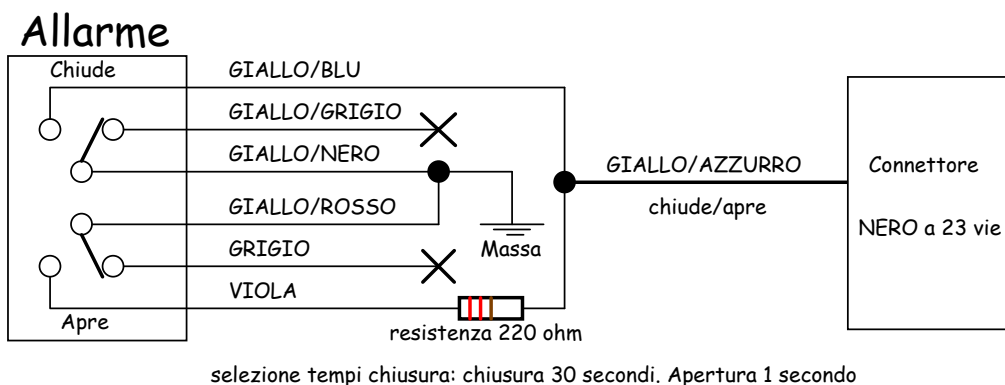 Allarme
Chiude
GIALLO/BLU
GIALLO/GRIGIO
GIALLO/NERO
GIALLO/ROSSO
GRIGIO
VIOLA
Apre
Massa
resistenza 220 ohm
GIALLO/AZZURRO
chiude/apre
Connettore
NERO a 23 vie
selezione tempi chiusura: chiusura 30 secondi. Apertura 1 secondo